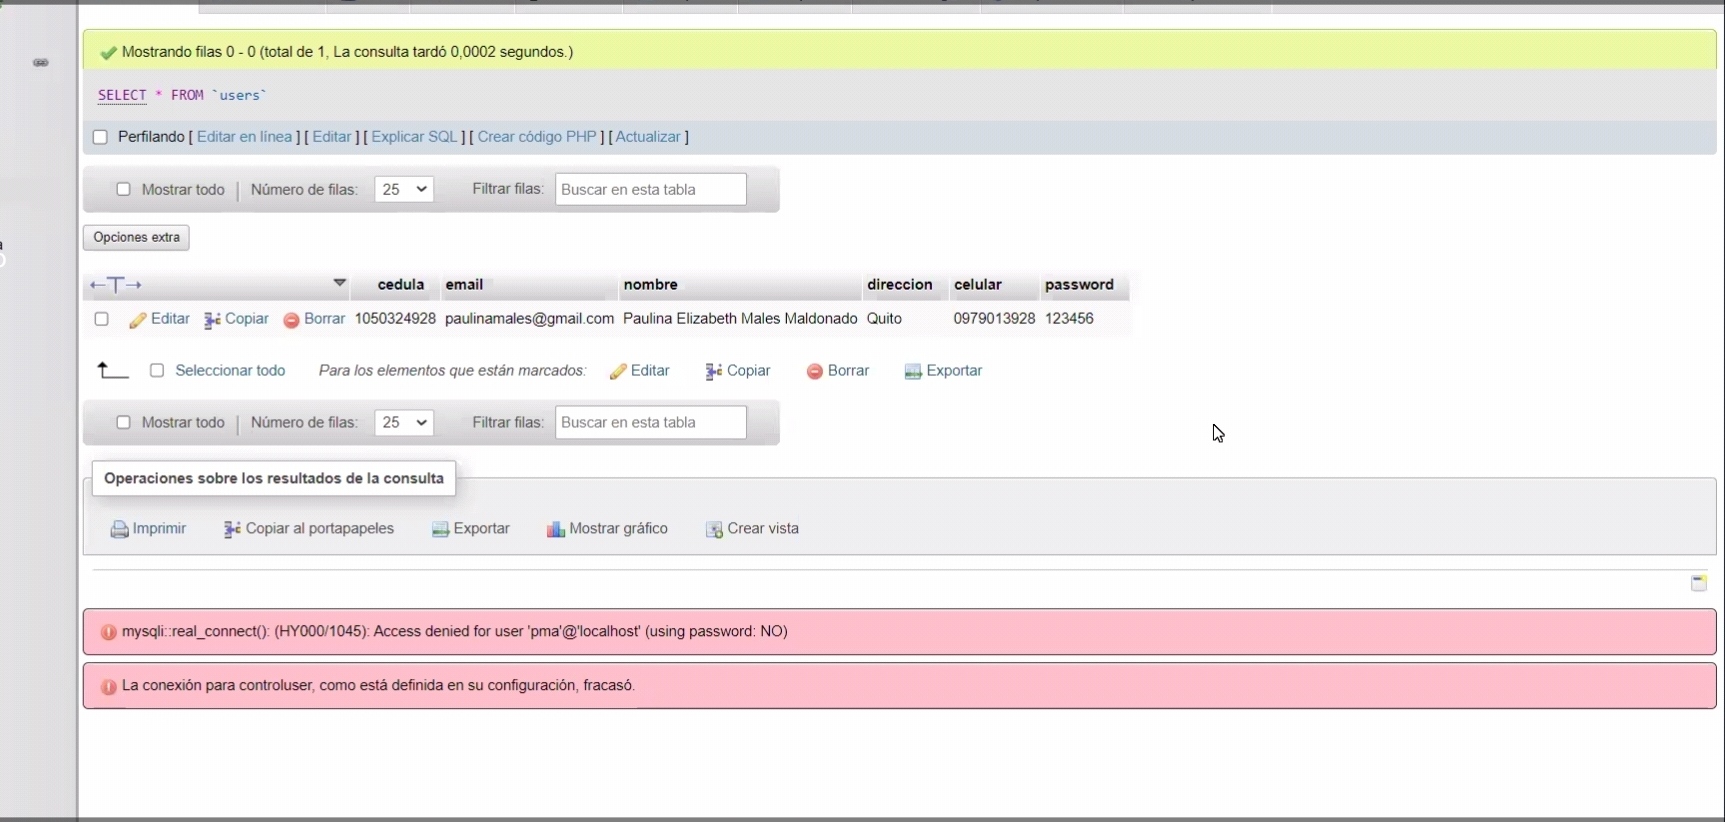 Mostrando filas 0 - 0 (total de 1, La consulta tardó 0,0002 segundos.)
SELECT * FROM `users`
Perfilando [ Editar en línea ] [ Editar ] [ Explicar SQL ] [ Crear código PHP ] [ Actualizar ]
Mostrar todo | Número de filas: 25 Filtrar filas: Buscar en esta tabla
Opciones extra
←T→ cedula email nombre direccion celular password
Editar Copiar Borrar 1050324928 paulinamales@gmail.com Paulina Elizabeth Males Maldonado Quito 0979013928 123456
Seleccionar todo Para los elementos que están marcados: Editar Copiar Borrar Exportar
Mostrar todo | Número de filas: 25 Filtrar filas: Buscar en esta tabla
Operaciones sobre los resultados de la consulta
Imprimir Copiar al portapapeles Exportar Mostrar gráfico Crear vista
mysqli::real_connect(): (HY000/1045): Access denied for user 'pma'@'localhost' (using password: NO)
La conexión para controluser, como está definida en su configuración, fracasó.